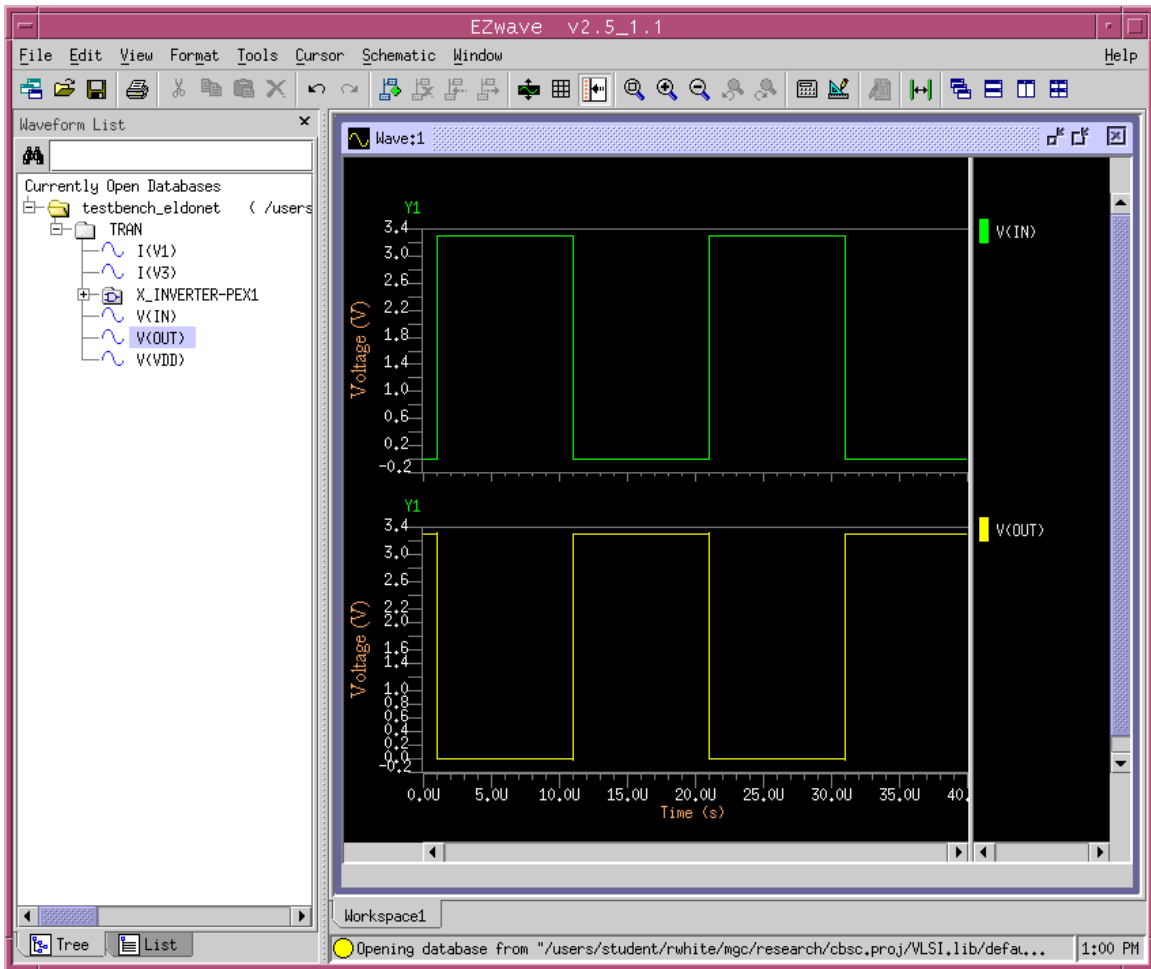 EZwave v2.5_1.1
File Edit View Format Tools Cursor Schematic Window Help
Waveform List
Currently Open Databases
testbench_eldonet ( /users
TRAN
I(V1)
I(V3)
X_INVERTER-PEX1
V(IN)
V(OUT)
V(VDD)
Tree
List
Wave:1
Y1
3.4
3.0
2.6
2.2
1.8
1.4
1.0
0.6
0.2
-0.2
Voltage (V)
V(IN)
Y1
3.4
3.0
2.6
2.2
2.0
1.6
1.4
1.0
0.8
0.6
0.4
0.2
0.0
-0.2
Voltage (V)
V(OUT)
0.0U 5.0U 10.0U 15.0U 20.0U 25.0U 30.0U 35.0U 40.
Time (s)
Workspace1
Opening database from "/users/student/rwhite/mgc/research/cbsc.proj/VLSI.lib/defau... 1:00 PM